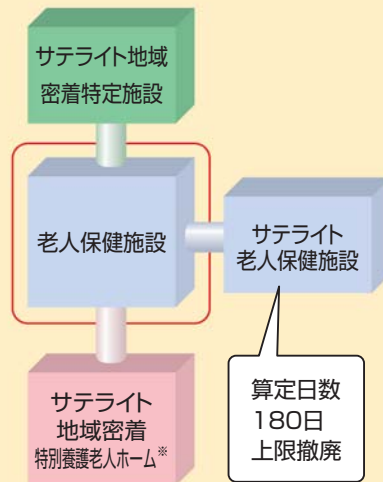 サテライト地域
密着特定施設
老人保健施設
サテライト
老人保健施設
サテライト
地域密着
特別養護老人ホーム※
算定日数
180日
上限撤廃